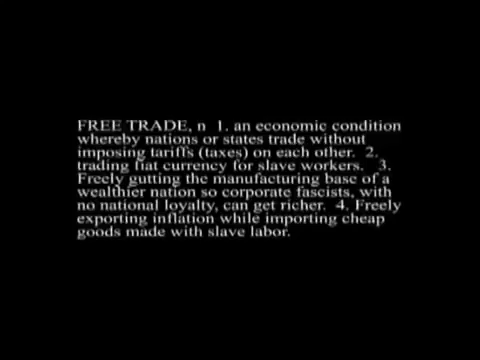 FREE TRADE, n  1. an economic condition
whereby nations or states trade without
imposing tariffs (taxes) on each other.  2.
trading fiat currency for slave workers.  3.
Freely gutting the manufacturing base of a
wealthier nation so corporate fascists, with
no national loyalty, can get richer.  4. Freely
exporting inflation while importing cheap
goods made with slave labor.